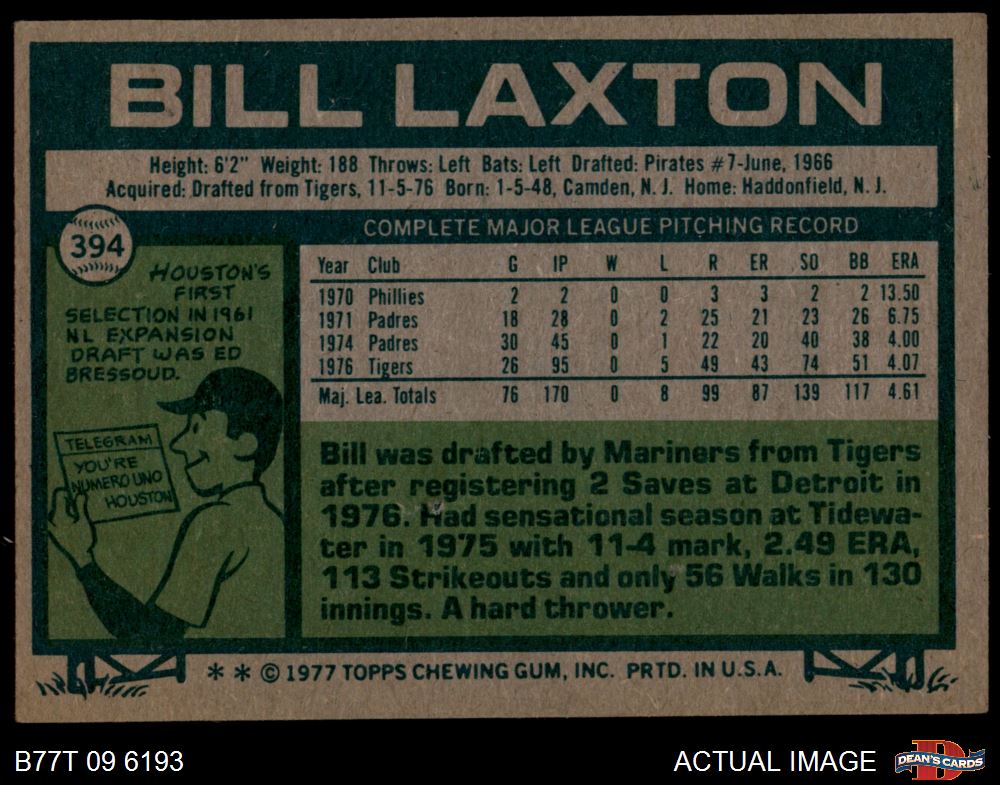 BILL LAXTON
Height: 6'2" Weight: 188 Throws: Left Bats: Left Drafted: Pirates #7-June, 1966
Acquired: Drafted from Tigers, 11-5-76 Born: 1-5-48, Camden, N. J. Home: Haddonfield, N. J.
394
HOUSTON'S
FIRST
SELECTION IN 1961
NL EXPANSION
DRAFT WAS ED
BRESSOUD.
TELEGRAM
YOU'RE
NUMERO UNO
HOUSTON
COMPLETE MAJOR LEAGUE PITCHING RECORD
Year Club G IP W L R ER SO BB ERA
1970 Phillies 2 2 0 0 3 3 2 2 13.50
1971 Padres 18 28 0 2 25 21 23 26 6.75
1974 Padres 30 45 0 1 22 20 40 38 4.00
1976 Tigers 26 95 0 5 49 43 74 51 4.07
Maj. Lea. Totals 76 170 0 8 99 87 139 117 4.61
Bill was drafted by Mariners from Tigers
after registering 2 Saves at Detroit in
1976. Had sensational season at Tidewa-
ter in 1975 with 11-4 mark, 2.49 ERA,
113 Strikeouts and only 56 Walks in 130
innings. A hard thrower.
* * © 1977 TOPPS CHEWING GUM, INC. PRTD. IN U.S.A.
B77T 09 6193
ACTUAL IMAGE
DEAN'S CARDS